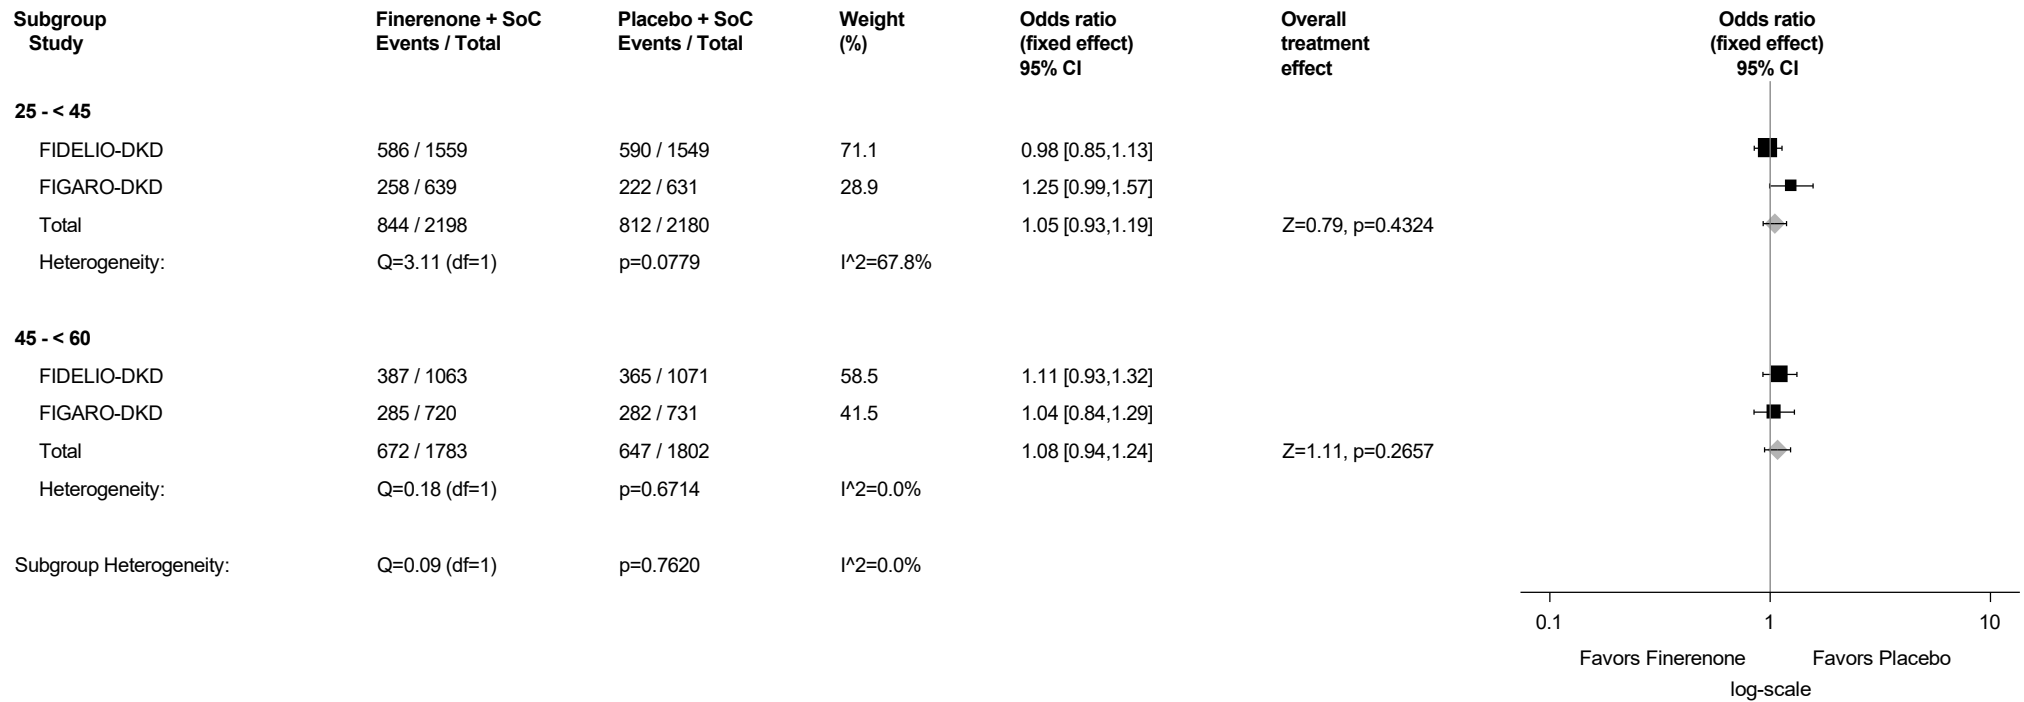 Subgroup Finerenone + SoC Placebo + SoC Weight Odds ratio Overall Odds ratio
Study Events / Total Events / Total (%) (fixed effect) treatment (fixed effect)
95% CI effect 95% CI
25 - < 45
FIDELIO-DKD 586 / 1559 590 / 1549 71.1 0.98 [0.85,1.13]
FIGARO-DKD 258 / 639 222 / 631 28.9 1.25 [0.99,1.57]
Total 844 / 2198 812 / 2180 1.05 [0.93,1.19] Z=0.79, p=0.4324
Heterogeneity: Q=3.11 (df=1) p=0.0779 I^2=67.8%
45 - < 60
FIDELIO-DKD 387 / 1063 365 / 1071 58.5 1.11 [0.93,1.32]
FIGARO-DKD 285 / 720 282 / 731 41.5 1.04 [0.84,1.29]
Total 672 / 1783 647 / 1802 1.08 [0.94,1.24] Z=1.11, p=0.2657
Heterogeneity: Q=0.18 (df=1) p=0.6714 I^2=0.0%
Subgroup Heterogeneity: Q=0.09 (df=1) p=0.7620 I^2=0.0%
0.1 1 10
Favors Finerenone Favors Placebo
log-scale